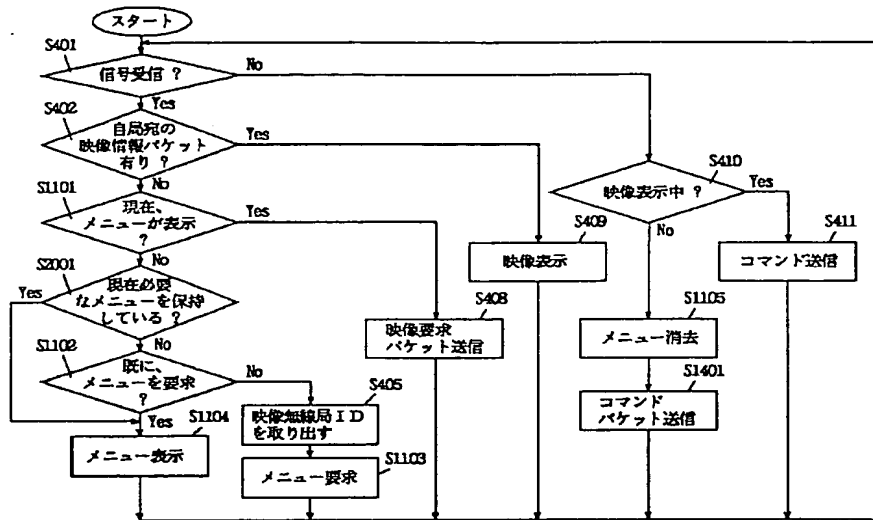 スタート
S401
信号受信 ?
No
Yes
S402
自局宛の
映像情報パケット
有り ?
Yes
No
S1101
現在、
メニューが表示
?
Yes
No
S2001
現在必要
なメニューを保持
している ?
Yes
No
S1102
既に、
メニューを要求
?
No
Yes
S1104
メニュー表示
S405
映像無線局ID
を取り出す
S1103
メニュー要求
S408
映像要求
パケット送信
S409
映像表示
S410
映像表示中 ?
Yes
No
S411
コマンド送信
S1105
メニュー消去
S1401
コマンド
パケット送信